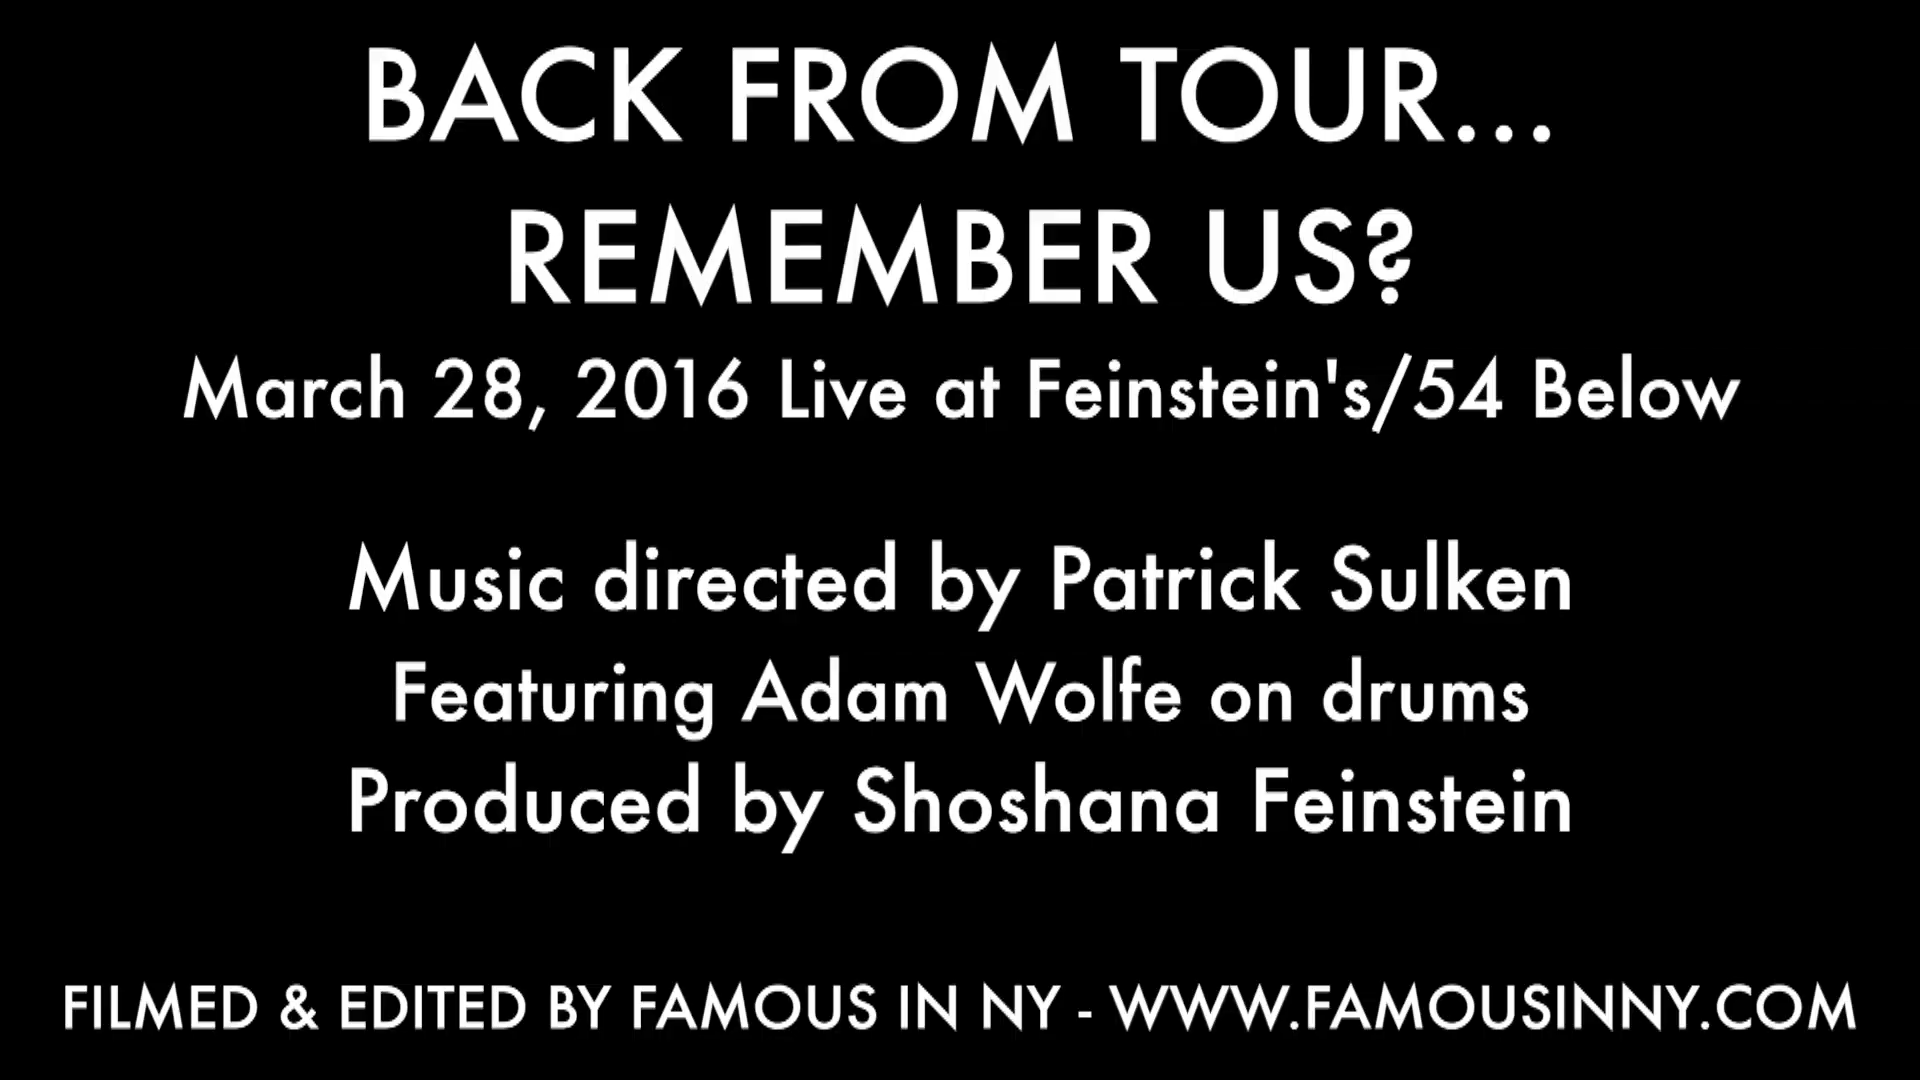 BACK FROM TOUR...
REMEMBER US?
March 28, 2016 Live at Feinstein's/54 Below
Music directed by Patrick Sulken
Featuring Adam Wolfe on drums
Produced by Shoshana Feinstein
FILMED & EDITED BY FAMOUS IN NY - WWW.FAMOUSINNY.COM